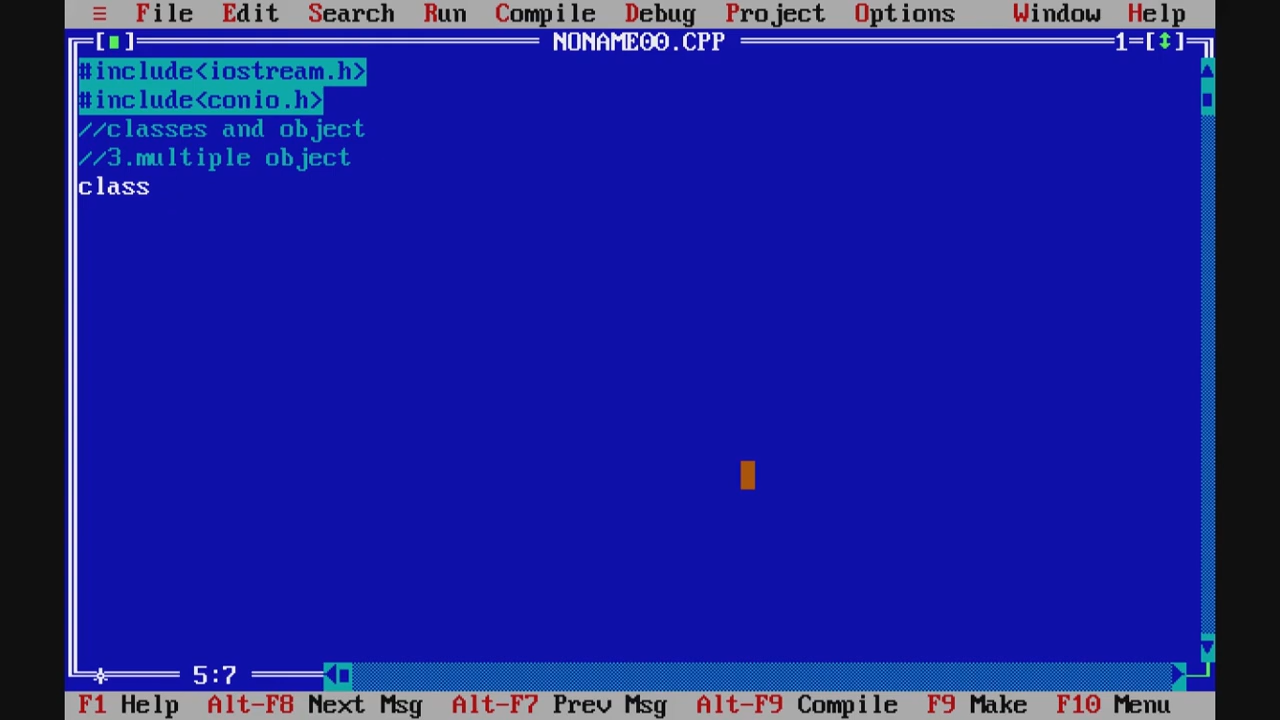 ≡ File Edit Search Run Compile Debug Project Options Window Help
[■] NONAME00.CPP 1=[↕]
#include<iostream.h>
#include<conio.h>
//classes and object
//3.multiple object
class
5:7
F1 Help Alt-F8 Next Msg Alt-F7 Prev Msg Alt-F9 Compile F9 Make F10 Menu